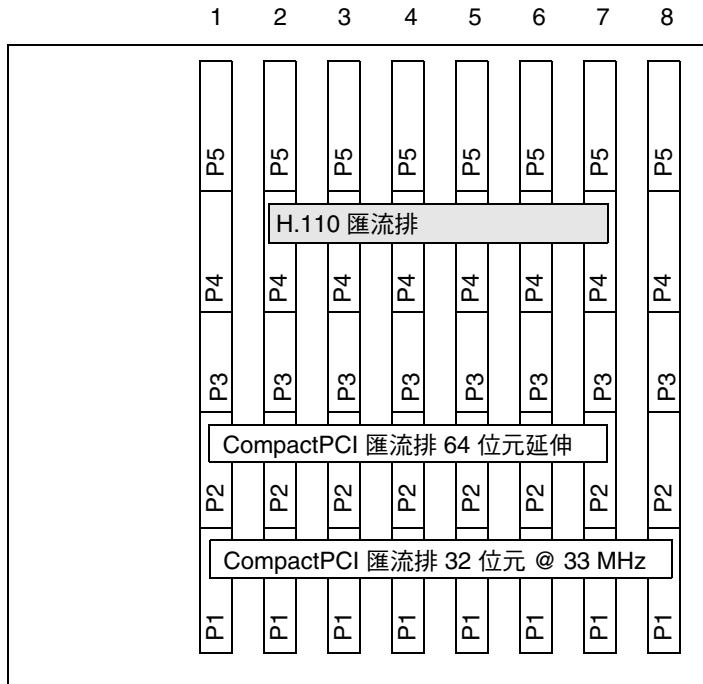 1 2 3 4 5 6 7 8
P5 P5 P5 P5 P5 P5 P5 P5
H.110 匯流排
P4 P4 P4 P4 P4 P4 P4 P4
P3 P3 P3 P3 P3 P3 P3 P3
CompactPCI 匯流排 64 位元延伸
P2 P2 P2 P2 P2 P2 P2 P2
CompactPCI 匯流排 32 位元 @ 33 MHz
P1 P1 P1 P1 P1 P1 P1 P1